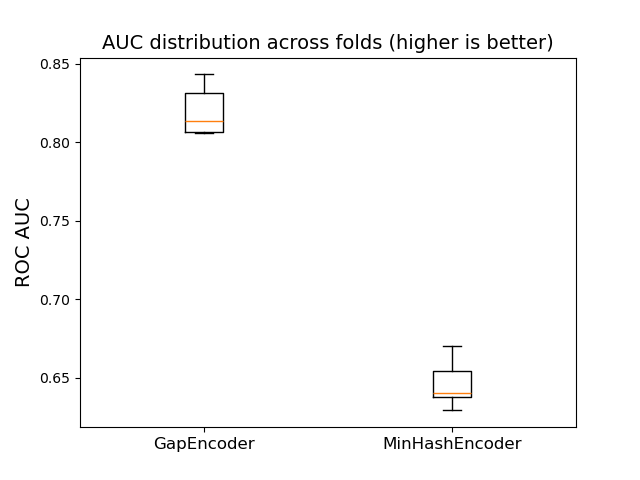 AUC distribution across folds (higher is better)
0.85
0.80
0.75
0.70
0.65
ROC AUC
GapEncoder
MinHashEncoder